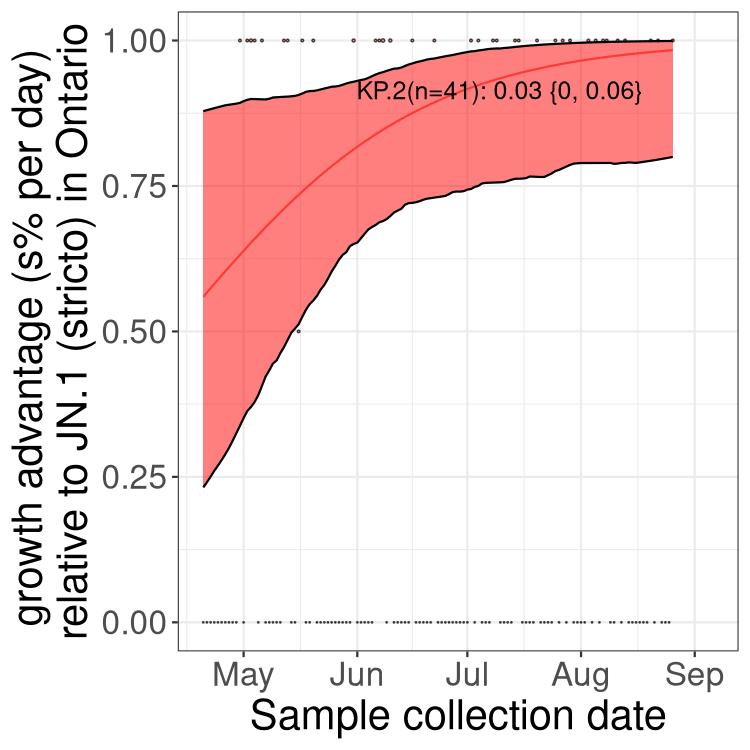 growth advantage (s% per day)
relative to JN.1 (stricto) in Ontario
1.00
0.75
0.50
0.25
0.00
KP.2(n=41): 0.03 {0, 0.06}
May Jun Jul Aug Sep
Sample collection date